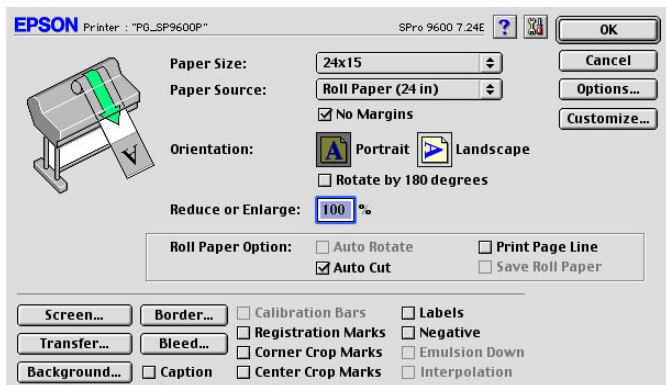 EPSON Printer : "PG_SP9600P" SPro 9600 7.24E ? OK
Paper Size: 24x15 Cancel
Paper Source: Roll Paper (24 in) Options...
No Margins Customize...
Orientation: A Portrait A Landscape
Rotate by 180 degrees
Reduce or Enlarge: 100 %
Roll Paper Option: Auto Rotate Print Page Line
Auto Cut Save Roll Paper
Screen... Border... Calibration Bars Labels
Transfer... Bleed... Registration Marks Negative
Corner Crop Marks Emulsion Down
Background... Caption Center Crop Marks Interpolation
A